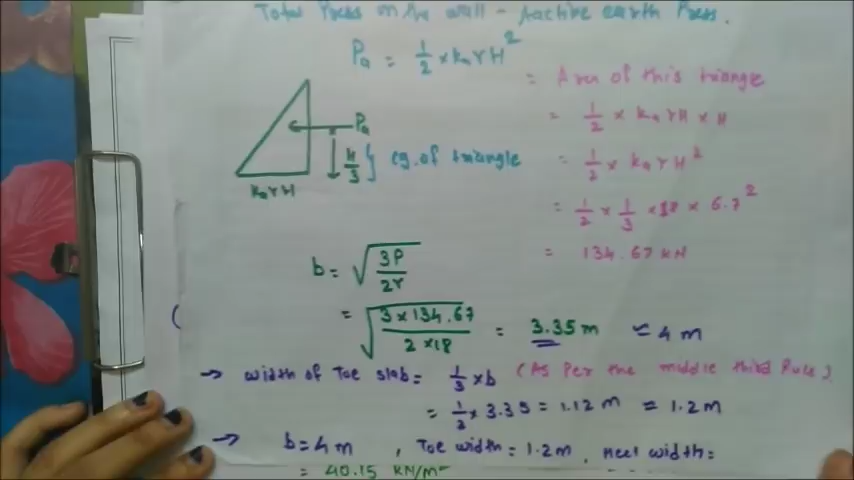 Total Press on the wall - Active earth Press.
Pa = 1/2 × ka γ H²
= Area of this triangle
= 1/2 × ka γ H × H
Pa
H/3 } cg. of triangle
= 1/2 × ka γ H²
ka γ H
= 1/2 × 1/3 × 18 × 6.7²
= 134.67 kN
b = √(3P/2γ)
= √(3 × 134.67/2 × 18) = 3.35 m ≈ 4 m
→ Width of Toe slab = 1/3 × b (As Per the middle third Rule)
= 1/3 × 3.35 = 1.12 m ≈ 1.2 m
→ b = 4 m , Toe width = 1.2 m , Heel width =
= 40.15 KN/m²